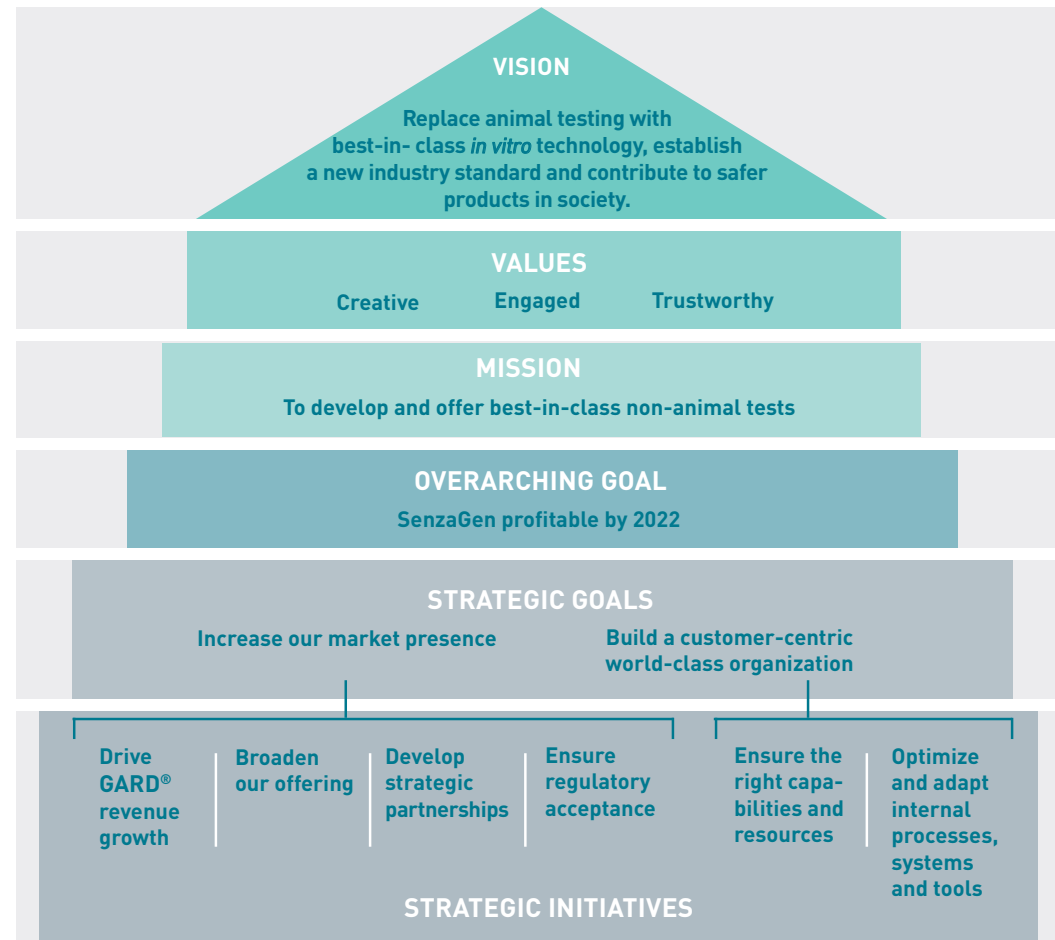 VISION
Replace animal testing with
best-in- class in vitro technology, establish
a new industry standard and contribute to safer
products in society.
VALUES
Creative Engaged Trustworthy
MISSION
To develop and offer best-in-class non-animal tests
OVERARCHING GOAL
SenzaGen profitable by 2022
STRATEGIC GOALS
Increase our market presence
Build a customer-centric
world-class organization
Drive
GARD®
revenue
growth
Broaden
our offering
Develop
strategic
partnerships
Ensure
regulatory
acceptance
Ensure the
right capa-
bilities and
resources
Optimize
and adapt
internal
processes,
systems
and tools
STRATEGIC INITIATIVES